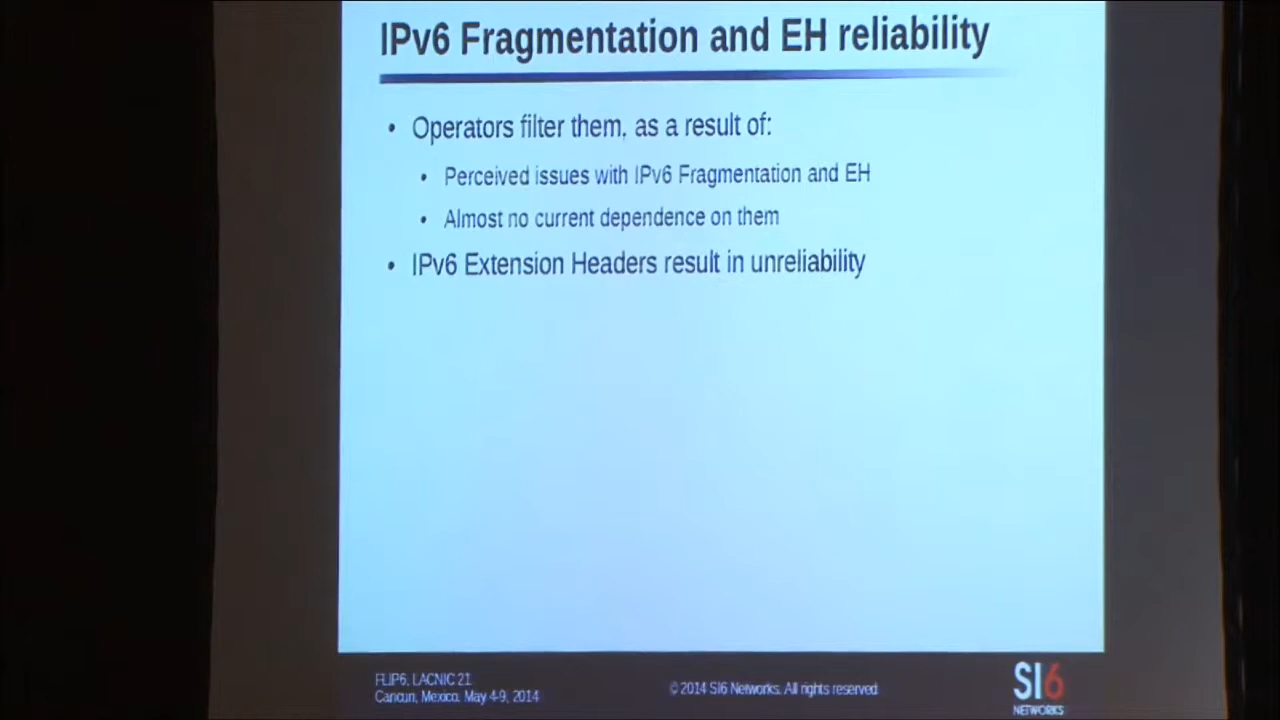 IPv6 Fragmentation and EH reliability
• Operators filter them, as a result of:
• Perceived issues with IPv6 Fragmentation and EH
• Almost no current dependence on them
• IPv6 Extension Headers result in unreliability
FLIP6, LACNIC 21
Cancun, Mexico. May 4-9, 2014
© 2014 SI6 Networks. All rights reserved
SI6
NETWORKS